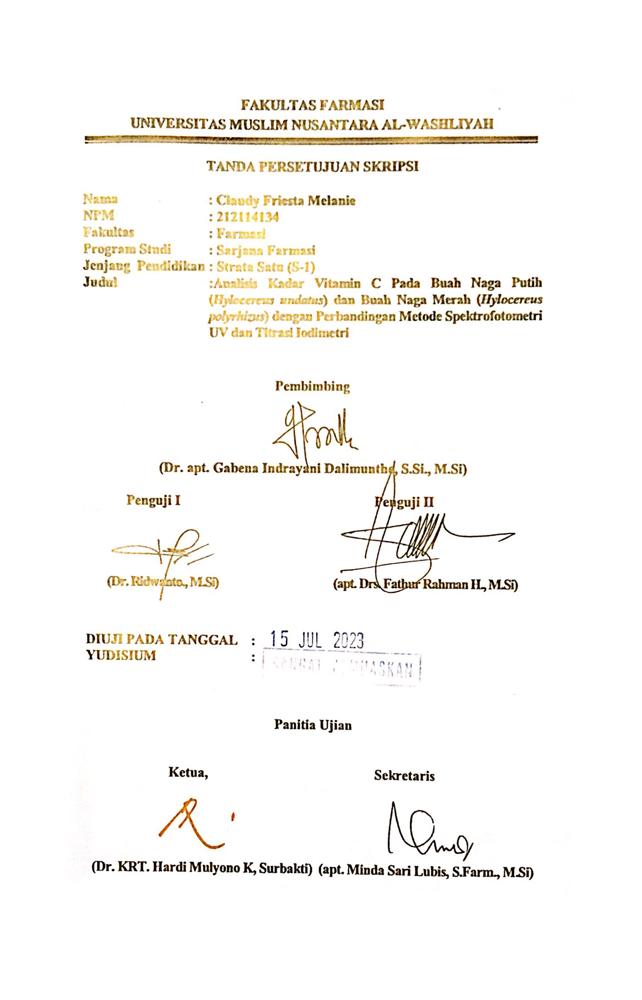 FAKULTAS FARMASI
UNIVERSITAS MUSLIM NUSANTARA AL-WASHLIYAH
TANDA PERSETUJUAN SKRIPSI
Nama : Claudy Friesta Melanie
NPM : 212114134
Fakultas : Farmasi
Program Studi : Sarjana Farmasi
Jenjang Pendidikan : Strata Satu (S-1)
Judul :Analisis Kadar Vitamin C Pada Buah Naga Putih
(Hylocereus undatus) dan Buah Naga Merah (Hylocereus
polyrhizus) dengan Perbandingan Metode Spektrofotometri
UV dan Titrasi Iodimetri
Pembimbing
(Dr. apt. Gabena Indrayani Dalimunthe, S.Si., M.Si)
Penguji I Penguji II
(Dr. Ridwanto., M.Si) (apt. Drs. Fathur Rahman H., M.Si)
DIUJI PADA TANGGAL : 15 JUL 2023
YUDISIUM : SANGAT MEMUASKAN
Panitia Ujian
Ketua, Sekretaris
(Dr. KRT. Hardi Mulyono K, Surbakti) (apt. Minda Sari Lubis, S.Farm., M.Si)